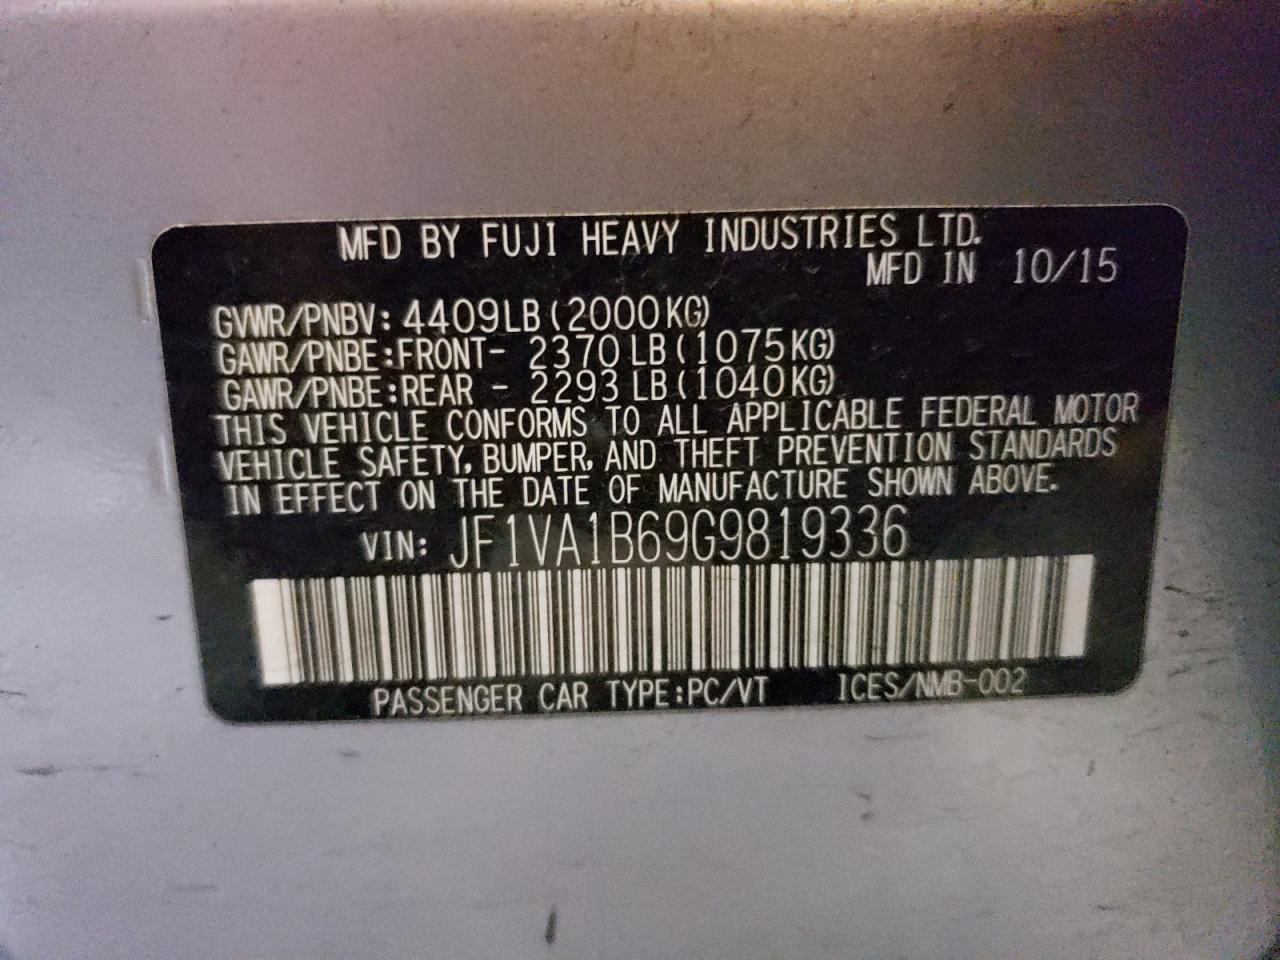 MFD BY FUJI HEAVY INDUSTRIES LTD.
MFD IN 10/15
GVWR/PNBV: 4409LB(2000KG)
GAWR/PNBE:FRONT- 2370LB(1075KG)
GAWR/PNBE:REAR - 2293LB(1040KG)
THIS VEHICLE CONFORMS TO ALL APPLICABLE FEDERAL MOTOR
VEHICLE SAFETY, BUMPER, AND THEFT PREVENTION STANDARDS
IN EFFECT ON THE DATE OF MANUFACTURE SHOWN ABOVE.
VIN: JF1VA1B69G9819336
PASSENGER CAR TYPE:PC/VT ICES/NMB-002